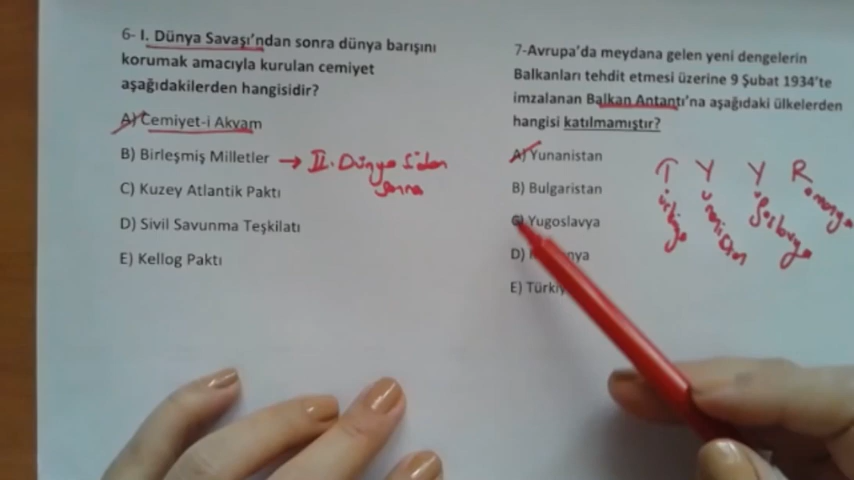 6- I. Dünya Savaşı'ndan sonra dünya barışını
korumak amacıyla kurulan cemiyet
aşağıdakilerden hangisidir?
A) Cemiyet-i Akvam
B) Birleşmiş Milletler → II. Dünya S'dan
sonra
C) Kuzey Atlantik Paktı
D) Sivil Savunma Teşkilatı
E) Kellog Paktı
7-Avrupa'da meydana gelen yeni dengelerin
Balkanları tehdit etmesi üzerine 9 Şubat 1934'te
imzalanan Balkan Antantı'na aşağıdaki ülkelerden
hangisi katılmamıştır?
A) Yunanistan
B) Bulgaristan
C) Yugoslavya
D)
E)
Türkiye
Yunanistan
Yugoslavya
Romanya